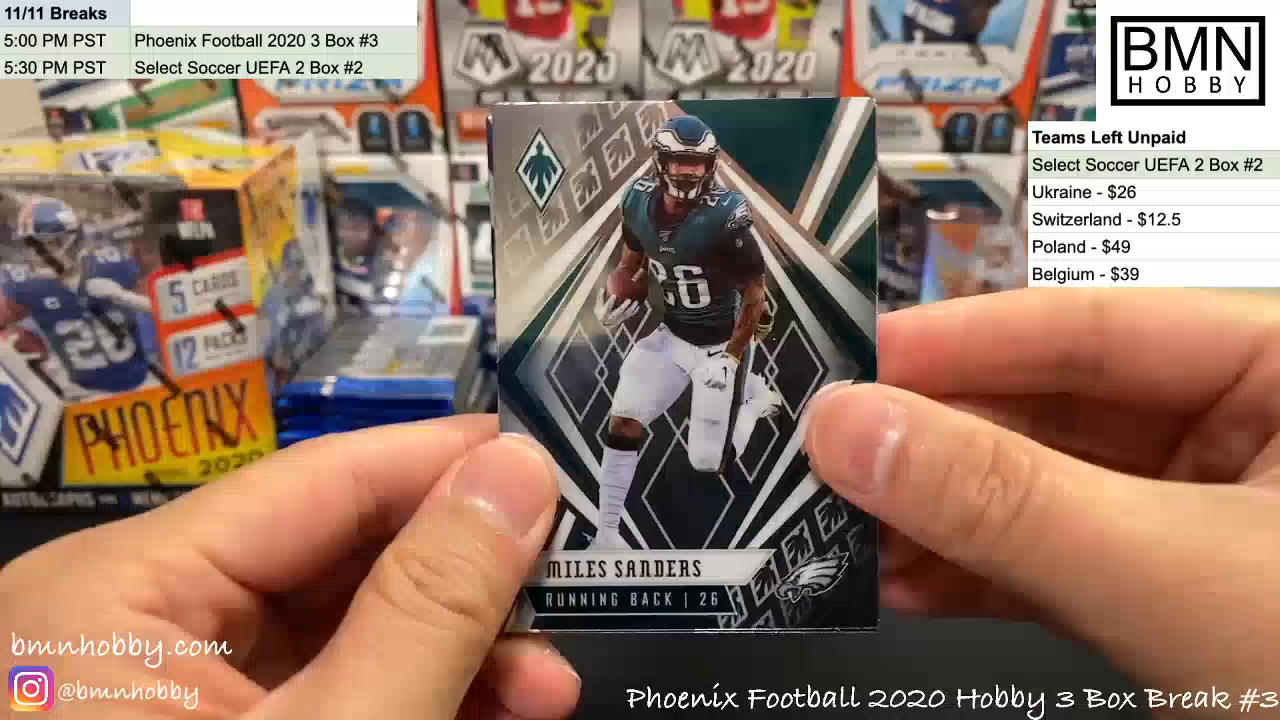 11/11 Breaks
5:00 PM PST Phoenix Football 2020 3 Box #3
5:30 PM PST Select Soccer UEFA 2 Box #2
BMN
HOBBY
Teams Left Unpaid
Select Soccer UEFA 2 Box #2
Ukraine - $26
Switzerland - $12.5
Poland - $49
Belgium - $39
2020
2020
PRIZM
PRIZM
5 CARDS
12 PACKS
PHOENIX
2020
26
26
MILES SANDERS
RUNNING BACK | 26
bmnhobby.com
@bmnhobby
Phoenix Football 2020 Hobby 3 Box Break #3